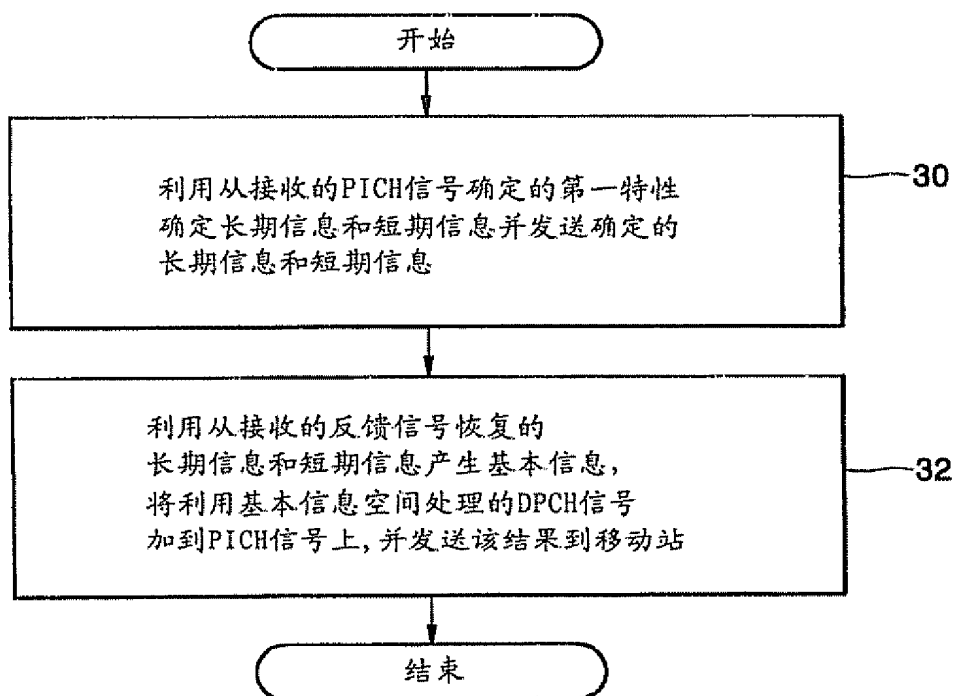 开始
利用从接收的PICH信号确定的第一特性
确定长期信息和短期信息并发送确定的
长期信息和短期信息
30
利用从接收的反馈信号恢复的
长期信息和短期信息产生基本信息,
将利用基本信息空间处理的DPCH信号
加到PICH信号上,并发送该结果到移动站
32
结束